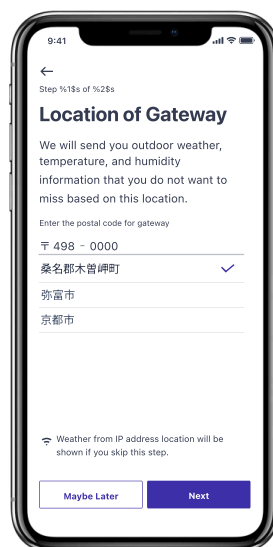 9:41
Step %1$s of %2$s
Location of Gateway
We will send you outdoor weather,
temperature, and humidity
information that you do not want to
miss based on this location.
Enter the postal code for gateway
〒 498 - 0000
桑名郡木曽岬町
弥富市
京都市
Weather from IP address location will be
shown if you skip this step.
Maybe Later
Next